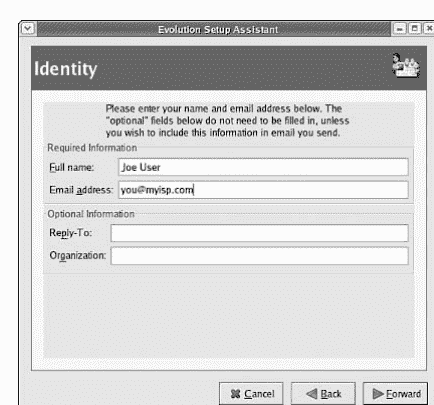 Evolution Setup Assistant
Identity
Please enter your name and email address below. The
"optional" fields below do not need to be filled in, unless
you wish to include this information in email you send.
Required Information
Full name: Joe User
Email address: you@myisp.com
Optional Information
Reply-To:
Organization:
Cancel Back Forward